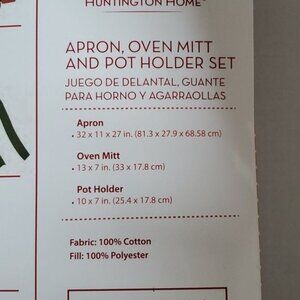 HUNTINGTON HOME
APRON, OVEN MITT
AND POT HOLDER SET
JUEGO DE DELANTAL, GUANTE
PARA HORNO Y AGARRAOLLAS
Apron
• 32 x 11 x 27 in. (81.3 x 27.9 x 68.58 cm)
Oven Mitt
• 13 x 7 in. (33 x 17.8 cm)
Pot Holder
• 10 x 7 in. (25.4 x 17.8 cm)
Fabric: 100% Cotton
Fill: 100% Polyester